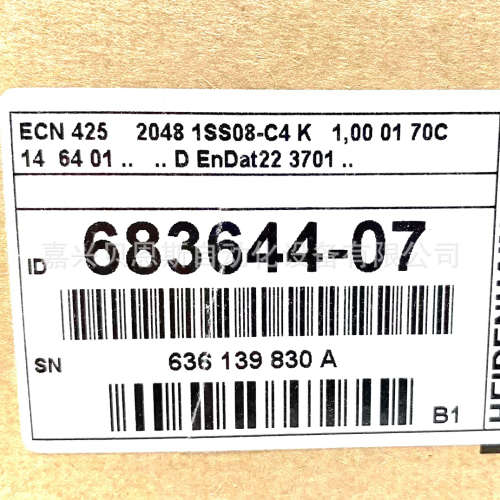 ECN 425 2048 1SS08-C4 K 1,00 01 70C
14 64 01 .. .. D EnDat22 3701 ..
ID 683644-07
SN 636 139 830 A
B1